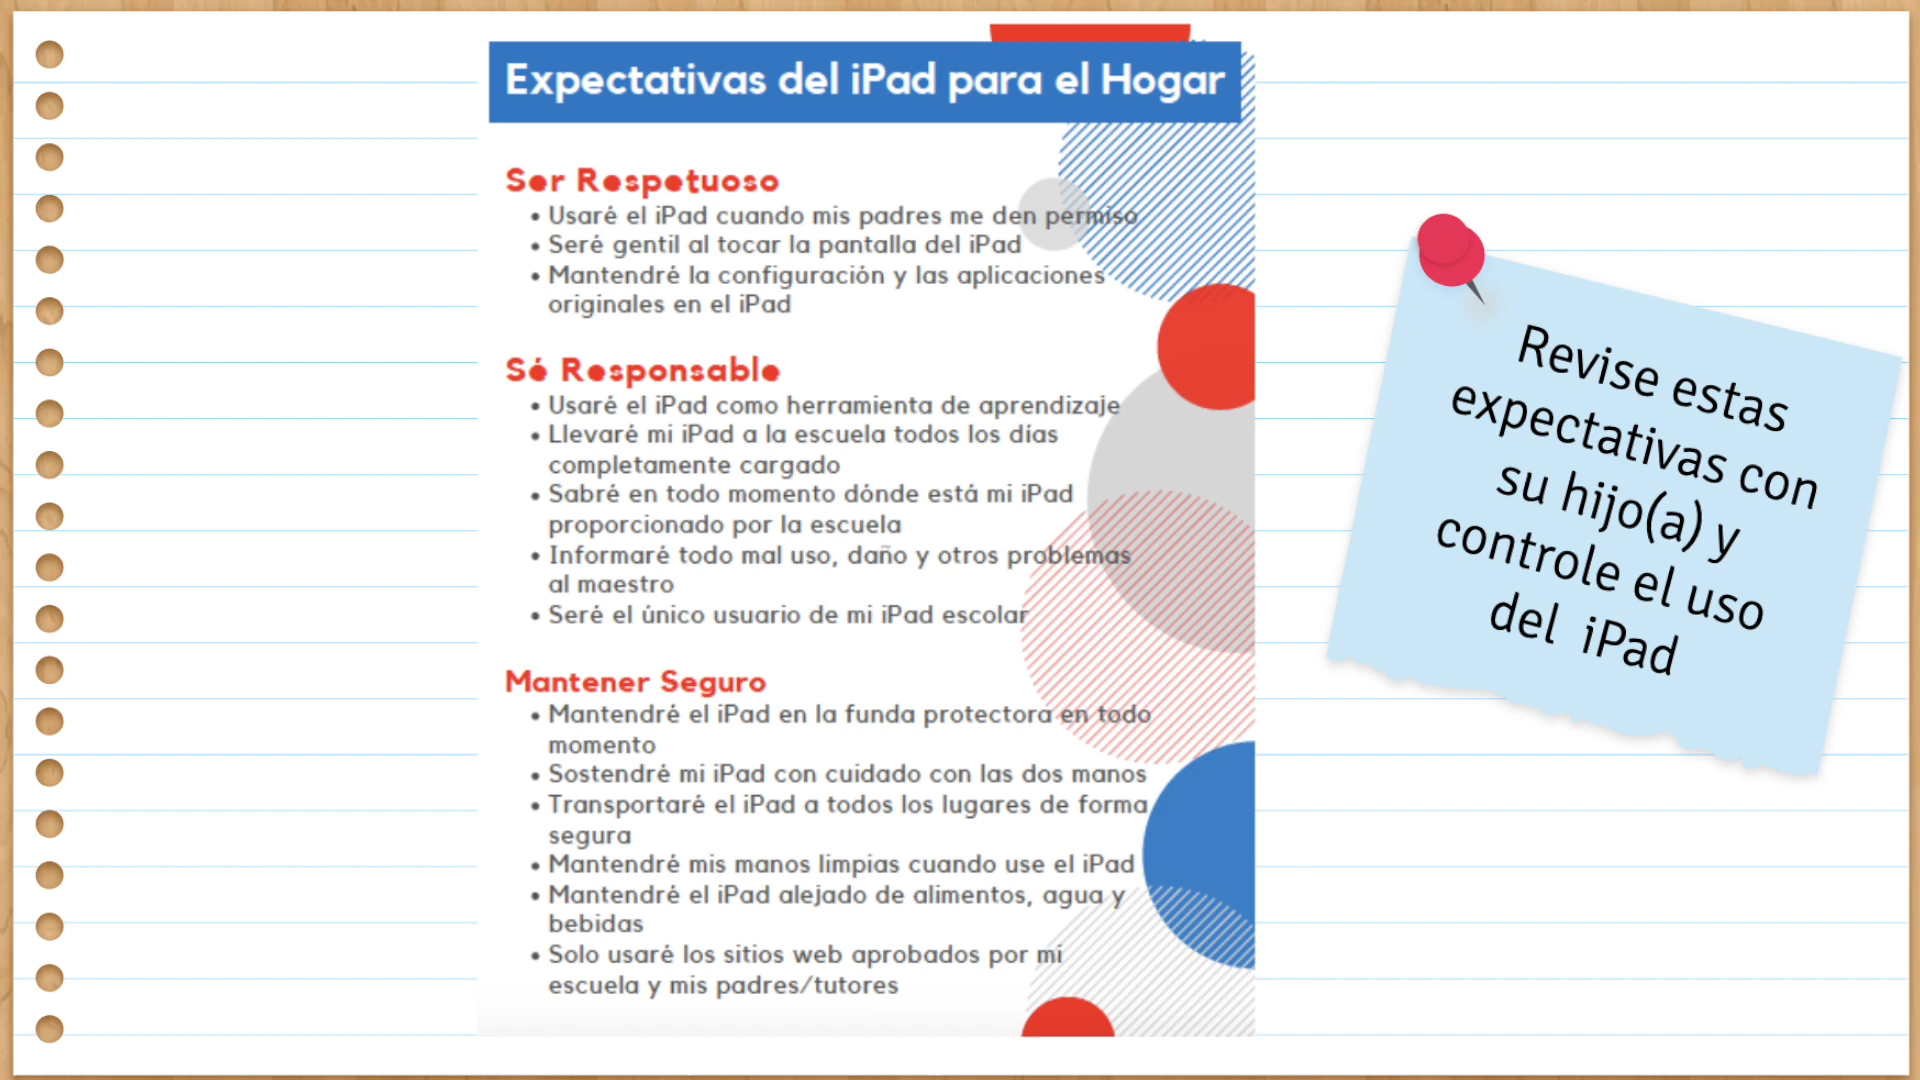 Expectativas del iPad para el Hogar
Ser Respetuoso
• Usaré el iPad cuando mis padres me den permiso
• Seré gentil al tocar la pantalla del iPad
• Mantendré la configuración y las aplicaciones
originales en el iPad
Sé Responsable
• Usaré el iPad como herramienta de aprendizaje
• Llevaré mi iPad a la escuela todos los días
completamente cargado
• Sabré en todo momento dónde está mi iPad
proporcionado por la escuela
• Informaré todo mal uso, daño y otros problemas
al maestro
• Seré el único usuario de mi iPad escolar
Mantener Seguro
• Mantendré el iPad en la funda protectora en todo
momento
• Sostendré mi iPad con cuidado con las dos manos
• Transportaré el iPad a todos los lugares de forma
segura
• Mantendré mis manos limpias cuando use el iPad
• Mantendré el iPad alejado de alimentos, agua y
bebidas
• Solo usaré los sitios web aprobados por mi
escuela y mis padres/tutores
Revise estas
expectativas con
su hijo(a) y
controle el uso
del iPad